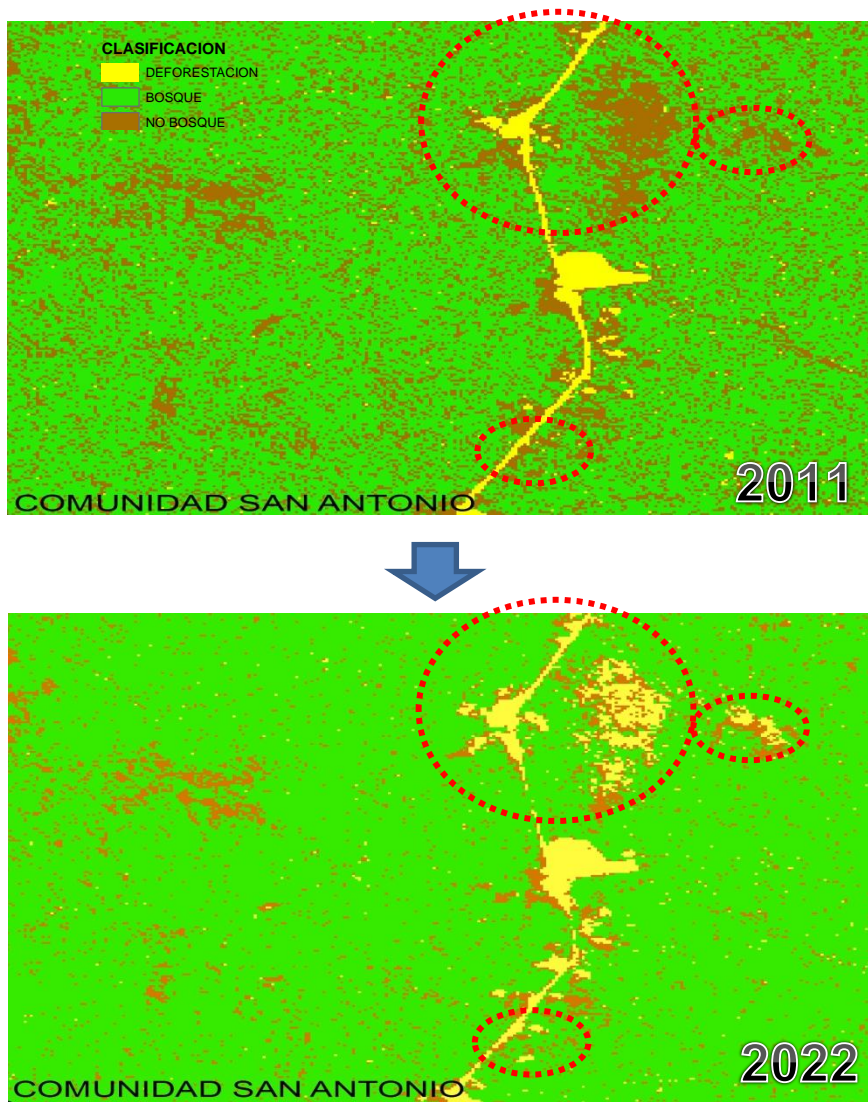 CLASIFICACION
DEFORESTACION
BOSQUE
NO BOSQUE
COMUNIDAD SAN ANTONIO
2011
COMUNIDAD SAN ANTONIO
2022